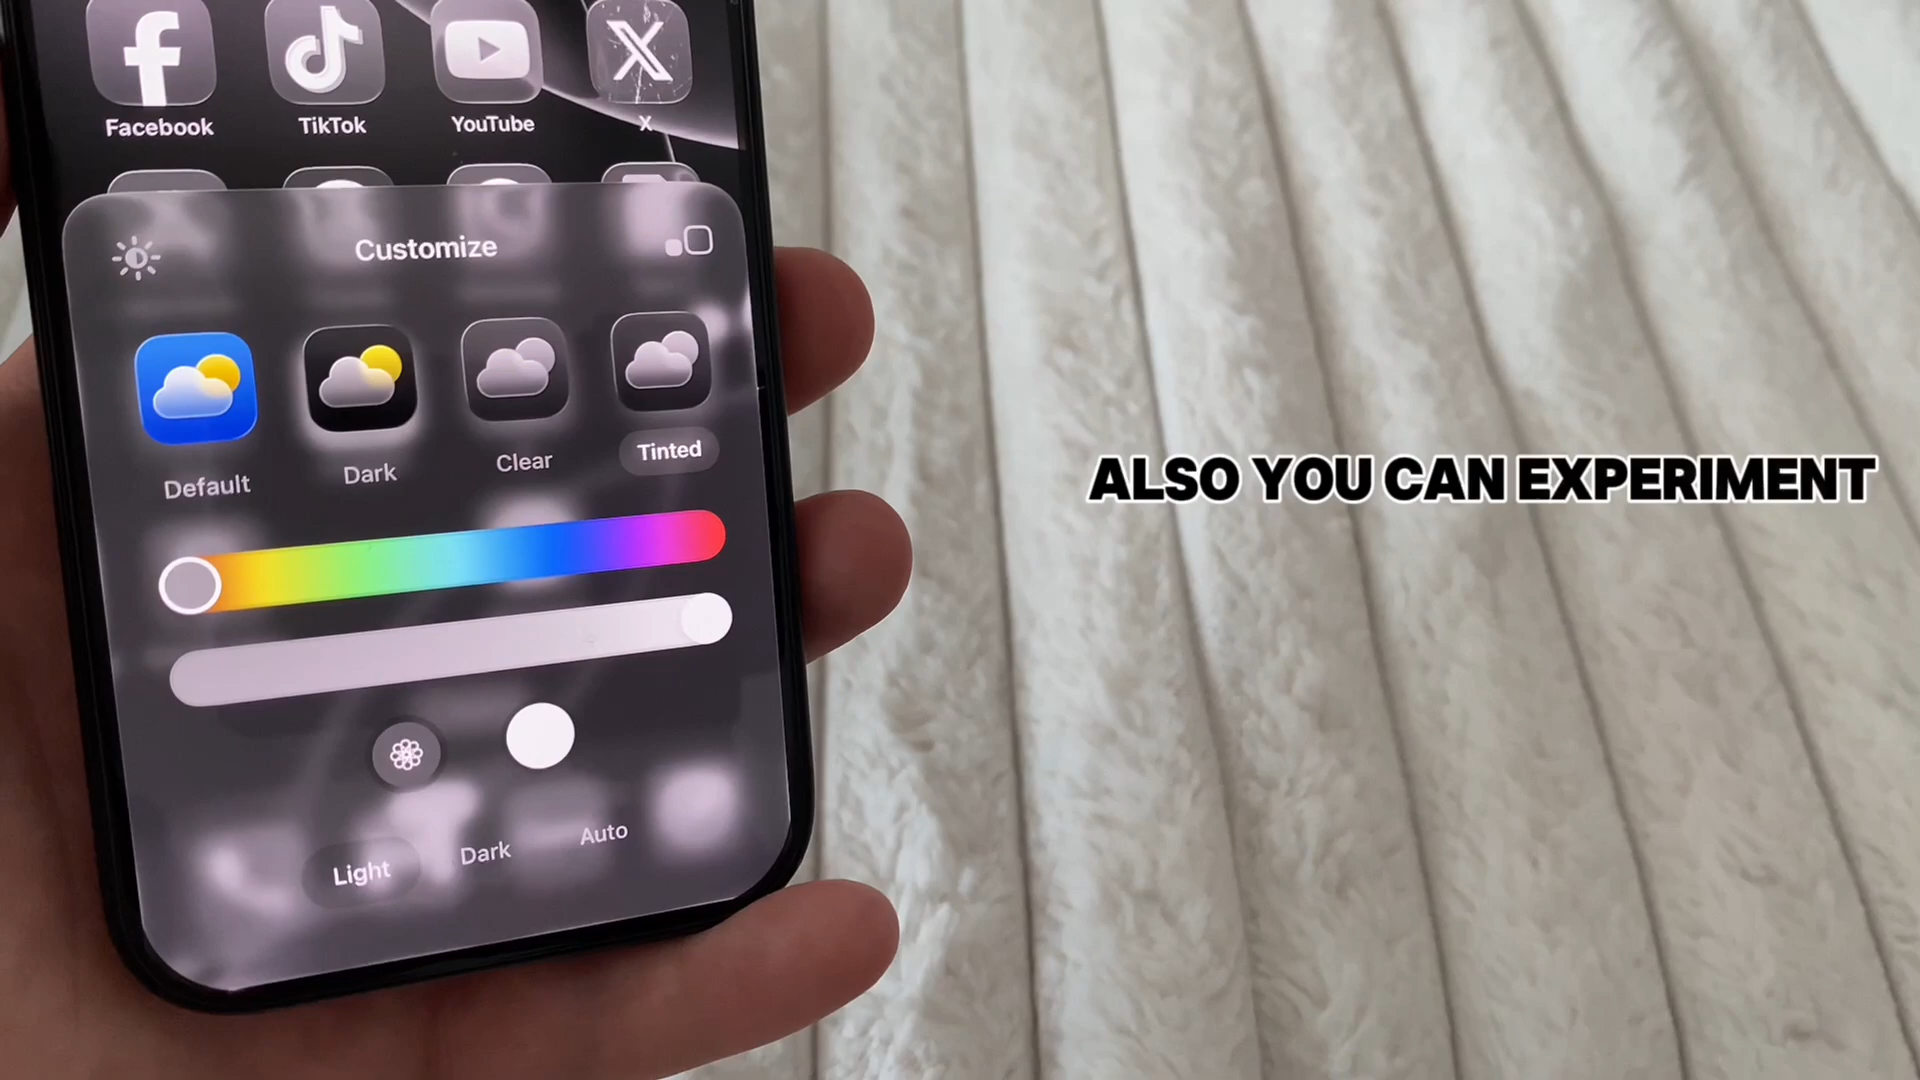 Facebook TikTok YouTube X
Customize
Default Dark Clear Tinted
Light Dark Auto
ALSO YOU CAN EXPERIMENT